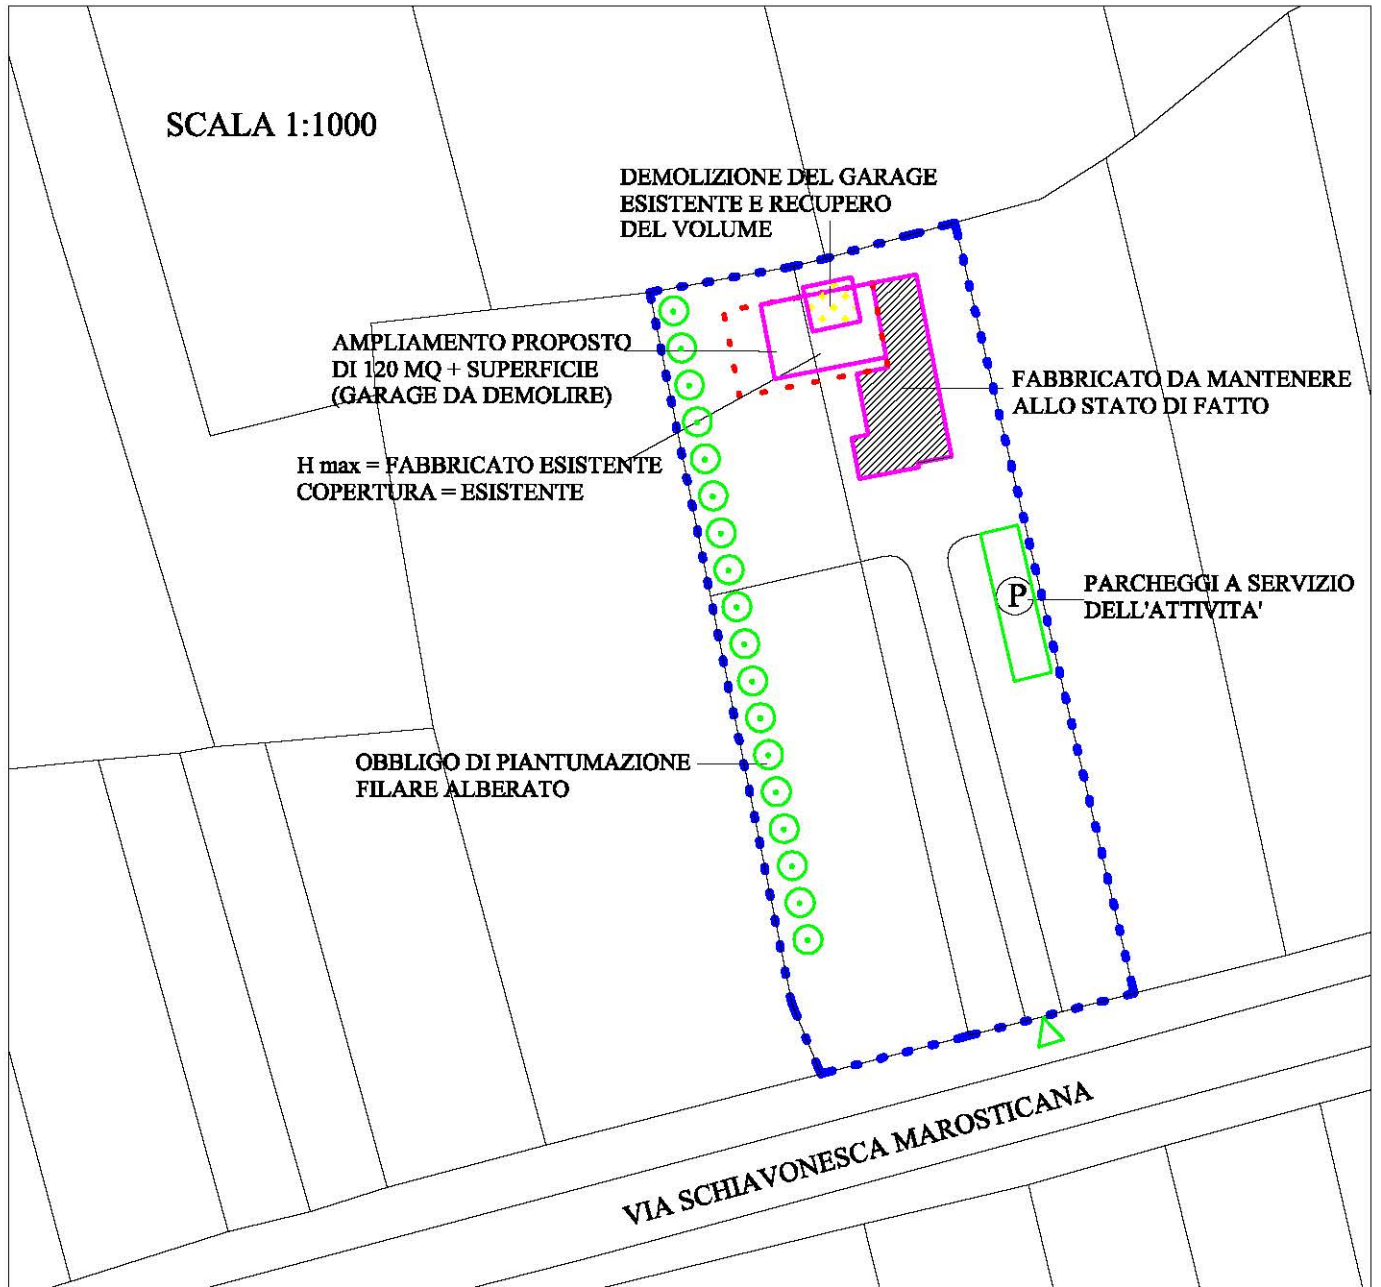 SCALA 1:1000
DEMOLIZIONE DEL GARAGE
ESISTENTE E RECUPERO
DEL VOLUME
AMPLIAMENTO PROPOSTO
DI 120 MQ + SUPERFICIE
(GARAGE DA DEMOLIRE)
FABBRICATO DA MANTENERE
ALLO STATO DI FATTO
H max = FABBRICATO ESISTENTE
COPERTURA = ESISTENTE
P
PARCHEGGI A SERVIZIO
DELL'ATTIVITA'
OBBLIGO DI PIANTUMAZIONE
FILARE ALBERATO
VIA SCHIAVONESCA MAROSTICANA